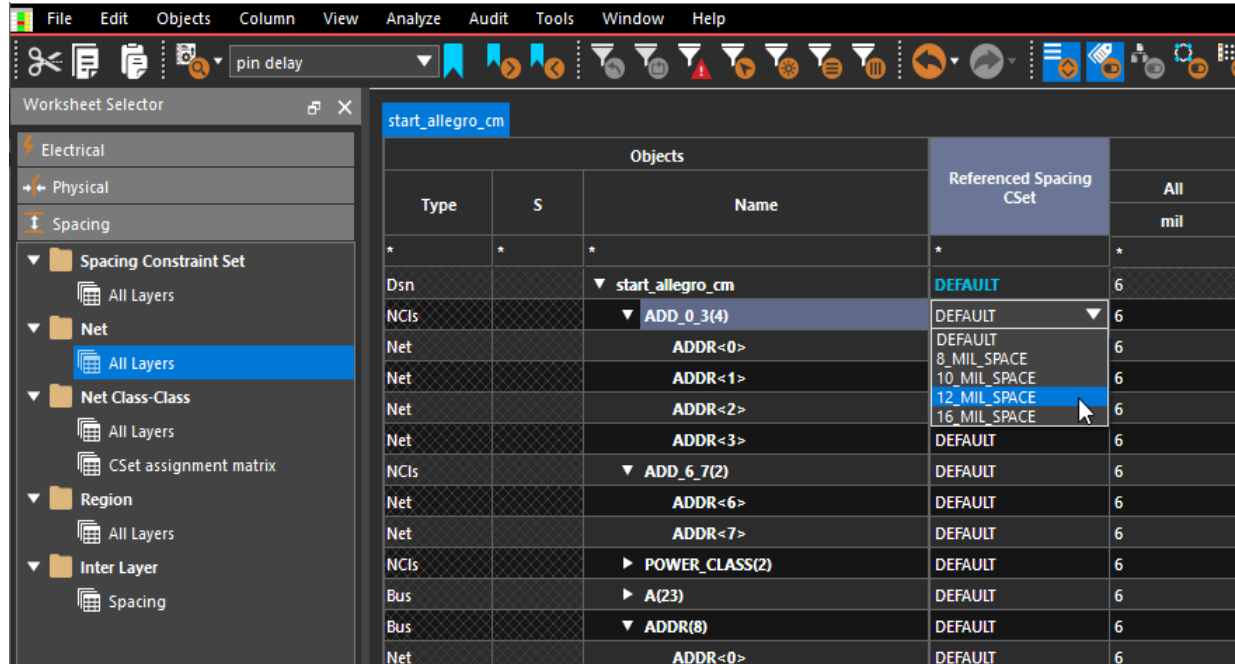 File Edit Objects Column View Analyze Audit Tools Window Help
pin delay
Worksheet Selector
Electrical
Physical
Spacing
Spacing Constraint Set
All Layers
Net
All Layers
Net Class-Class
All Layers
CSet assignment matrix
Region
All Layers
Inter Layer
Spacing
start_allegro_cm
Objects
Referenced Spacing
CSet
All
Type S Name
mil
* * * * *
Dsn start_allegro_cm DEFAULT 6
NCls ADD_0_3(4) DEFAULT 6
DEFAULT
8_MIL_SPACE
10_MIL_SPACE
12_MIL_SPACE
16_MIL_SPACE
Net ADDR<0> 6
Net ADDR<1> 6
Net ADDR<2> 6
Net ADDR<3> DEFAULT 6
NCls ADD_6_7(2) DEFAULT 6
Net ADDR<6> DEFAULT 6
Net ADDR<7> DEFAULT 6
NCls POWER_CLASS(2) DEFAULT 6
Bus A(23) DEFAULT 6
Bus ADDR(8) DEFAULT 6
Net ADDR<0> DEFAULT 6